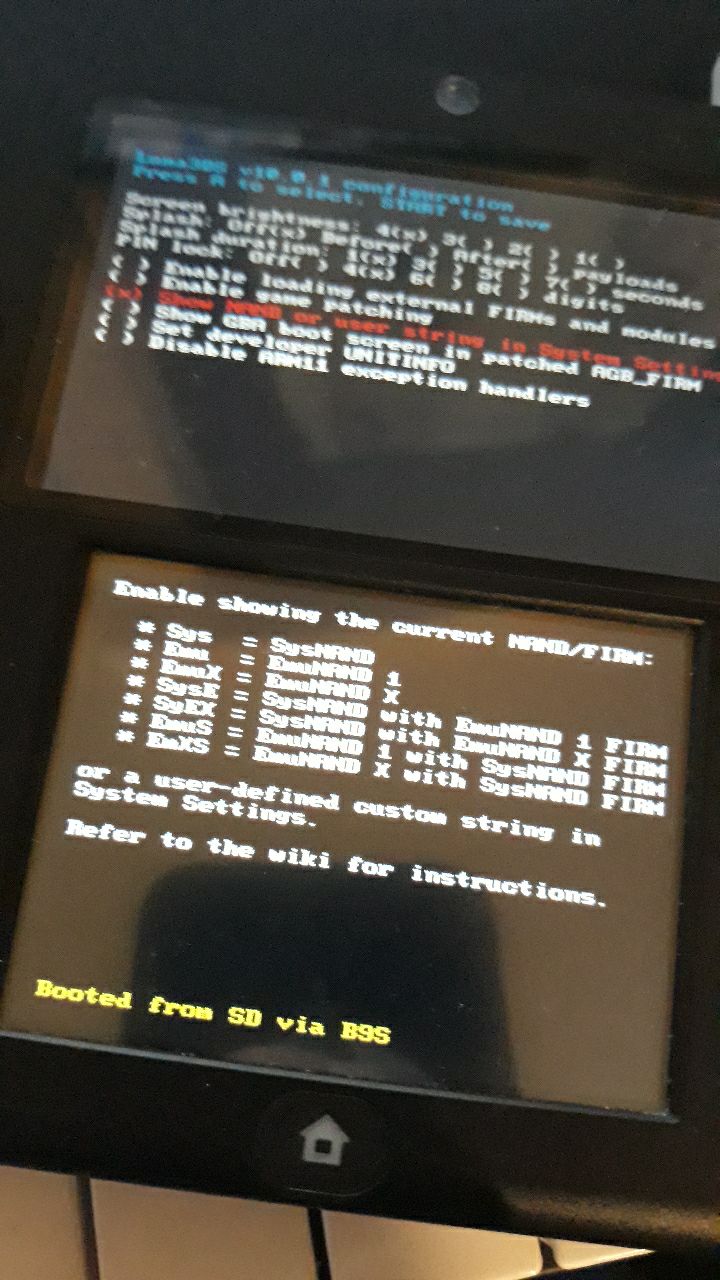 Luma3DS v10.0.1 configuration
Press A to select, START to save
Screen brightness: 4(x) 3( ) 2( ) 1( )
Splash: Off(x) Before( ) After( ) payloads
Splash duration: 1(x) 3( ) 5( ) 7( ) seconds
PIN lock: Off( ) 4(x) 6( ) 8( ) digits
( ) Enable loading external FIRMs and modules
( ) Enable game patching
(x) Show NAND or user string in System Settin
( ) Show GBA boot screen in patched AGB_FIRM
( ) Set developer UNITINFO
( ) Disable ARM11 exception handlers
Enable showing the current NAND/FIRM:
* Sys = SysNAND
* Emu = EmuNAND 1
* EmuX = EmuNAND X
* SysE = SysNAND with EmuNAND 1 FIRM
* SyEX = SysNAND with EmuNAND X FIRM
* EmuS = EmuNAND 1 with SysNAND FIRM
* EmXS = EmuNAND X with SysNAND FIRM
or a user-defined custom string in
System Settings.
Refer to the wiki for instructions.
Booted from SD via B9S